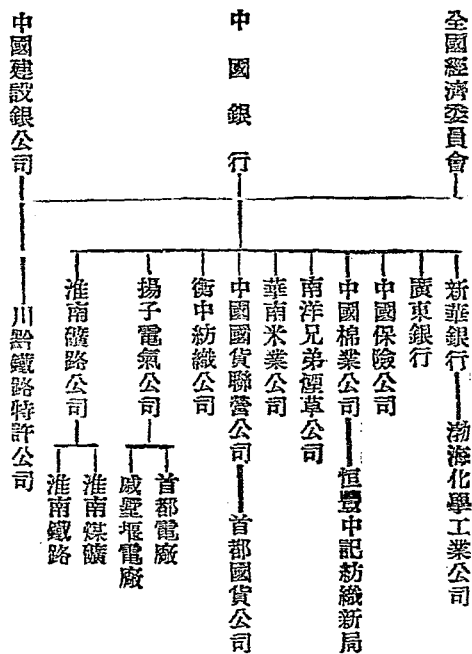 全國經濟委員會
中國銀行
中國建設銀公司
新華銀行
渤海化學工業公司
廣東銀行
中國保險公司
中國棉業公司
恒豐中記紡織新局
南洋兄弟煙草公司
華南米業公司
中國國貨聯營公司
首都國貨公司
衛中紡織公司
揚子電氣公司
首都電廠
戚墅堰電廠
淮南礦路公司
淮南煤礦
淮南鐵路
川黔鐵路特許公司